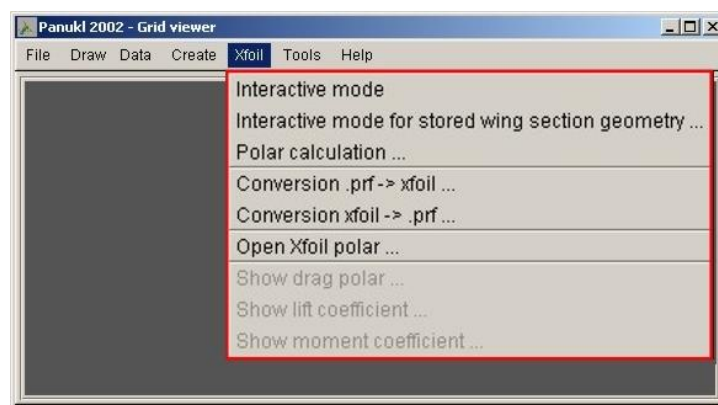 Panukl 2002 - Grid viewer
File Draw Data Create Xfoil Tools Help
Interactive mode
Interactive mode for stored wing section geometry ...
Polar calculation ...
Conversion .prf -> xfoil ...
Conversion xfoil -> .prf ...
Open Xfoil polar ...
Show drag polar ...
Show lift coefficient ...
Show moment coefficient ...